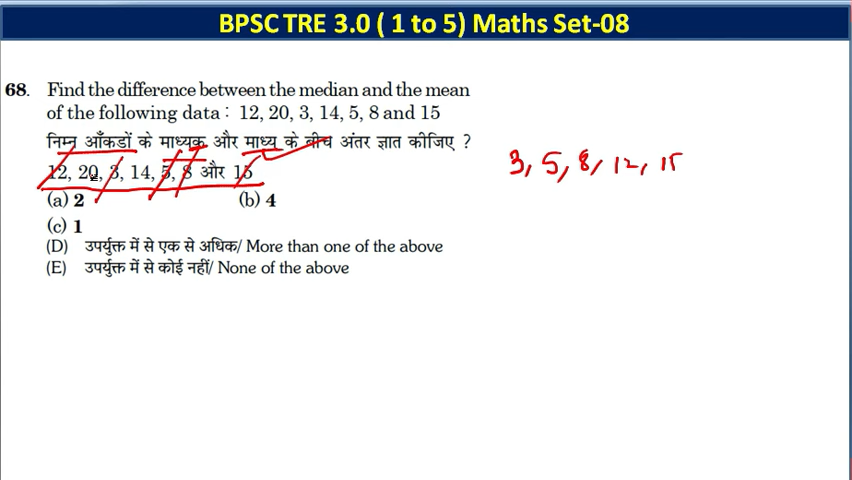 BPSC TRE 3.0 ( 1 to 5) Maths Set-08
68. Find the difference between the median and the mean
of the following data : 12, 20, 3, 14, 5, 8 and 15
निम्न आँकडों के माध्यक और माध्य के बीच अंतर ज्ञात कीजिए ?
12, 20, 3, 14, 5, 8 और 15
3, 5, 8, 12, 15
(a) 2 (b) 4
(c) 1
(D) उपर्युक्त में से एक से अधिक/ More than one of the above
(E) उपर्युक्त में से कोई नहीं/ None of the above